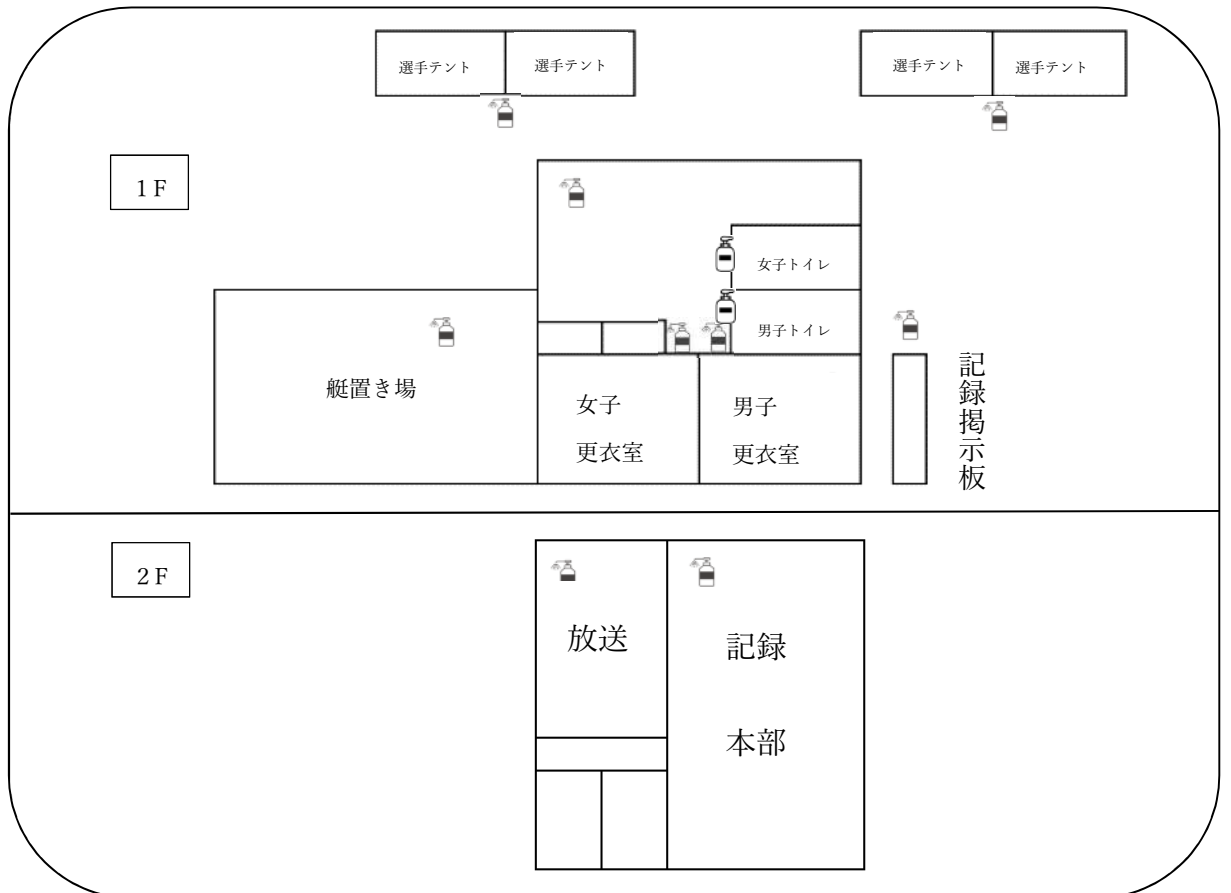 選手テント
選手テント
選手テント
選手テント
１F
女子トイレ
男子トイレ
艇置き場
女子
更衣室
男子
更衣室
記録掲示板
２F
放送
記録
本部